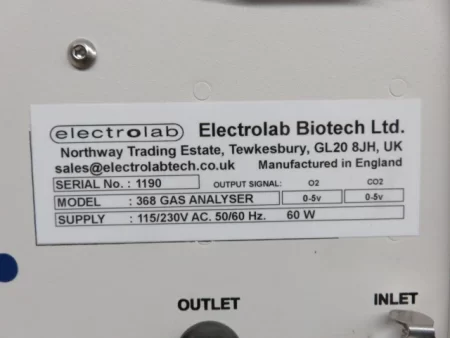 electrolab Electrolab Biotech Ltd.
Northway Trading Estate, Tewkesbury, GL20 8JH, UK
sales@electrolabtech.co.uk Manufactured in England
SERIAL No. : 1190 OUTPUT SIGNAL: O2 CO2
MODEL : 368 GAS ANALYSER 0-5v 0-5v
SUPPLY : 115/230V AC. 50/60 Hz. 60 W
OUTLET INLET